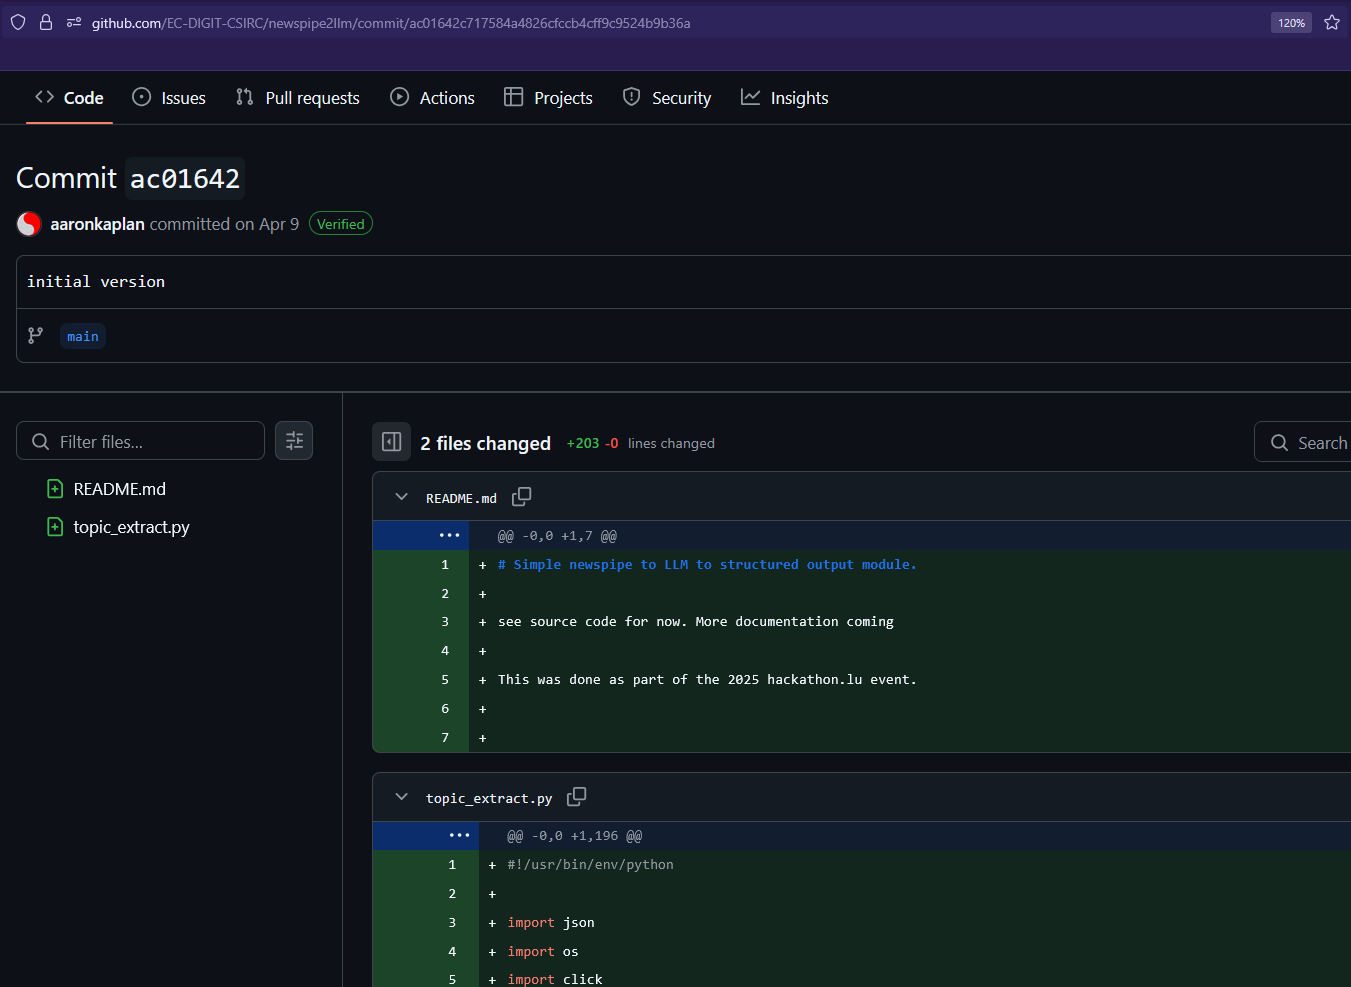 github.com/EC-DIGIT-CSIRC/newspipe2llm/commit/ac01642c717584a4826cfccb4cff9c9524b9b36a
120%
Code
Issues
Pull requests
Actions
Projects
Security
Insights
Commit ac01642
aaronkaplan committed on Apr 9 Verified
initial version
main
Filter files...
README.md
topic_extract.py
2 files changed +203 -0 lines changed
Search
README.md
@@ -0,0 +1,7 @@
1 + # Simple newspipe to LLM to structured output module.
2 +
3 + see source code for now. More documentation coming
4 +
5 + This was done as part of the 2025 hackathon.lu event.
6 +
7 +
topic_extract.py
@@ -0,0 +1,196 @@
1 + #!/usr/bin/env/python
2 +
3 + import json
4 + import os
5 + import click